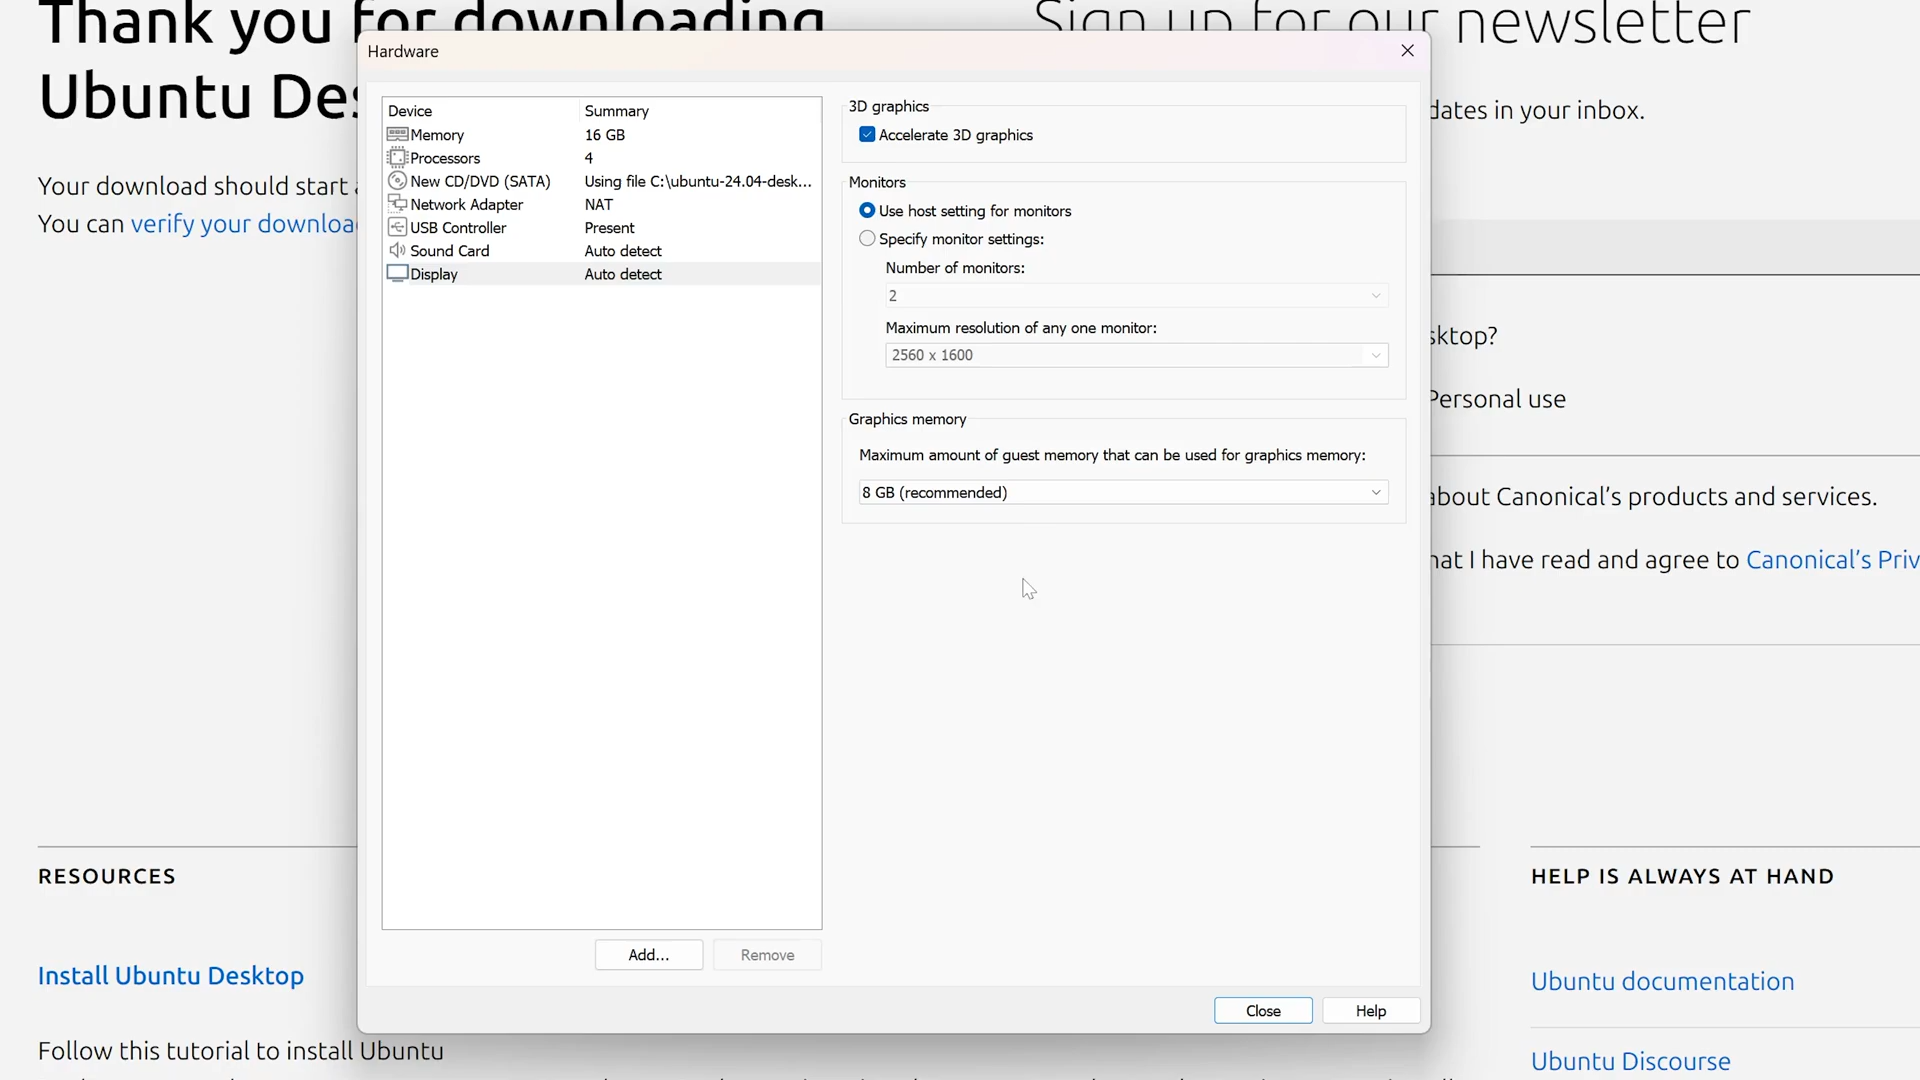 Thank you for downloading
Ubuntu Des
Sign up for our newsletter
dates in your inbox.
Your download should start
You can verify your downloa
Hardware
Device Summary
Memory 16 GB
Processors 4
New CD/DVD (SATA) Using file C:\ubuntu-24.04-desk...
Network Adapter NAT
USB Controller Present
Sound Card Auto detect
Display Auto detect
Add... Remove
3D graphics
Accelerate 3D graphics
Monitors
Use host setting for monitors
Specify monitor settings:
Number of monitors:
2
Maximum resolution of any one monitor:
2560 x 1600
Graphics memory
Maximum amount of guest memory that can be used for graphics memory:
8 GB (recommended)
Close Help
sktop?
Personal use
about Canonical's products and services.
hat I have read and agree to Canonical's Priv
RESOURCES
Install Ubuntu Desktop
Follow this tutorial to install Ubuntu
HELP IS ALWAYS AT HAND
Ubuntu documentation
Ubuntu Discourse